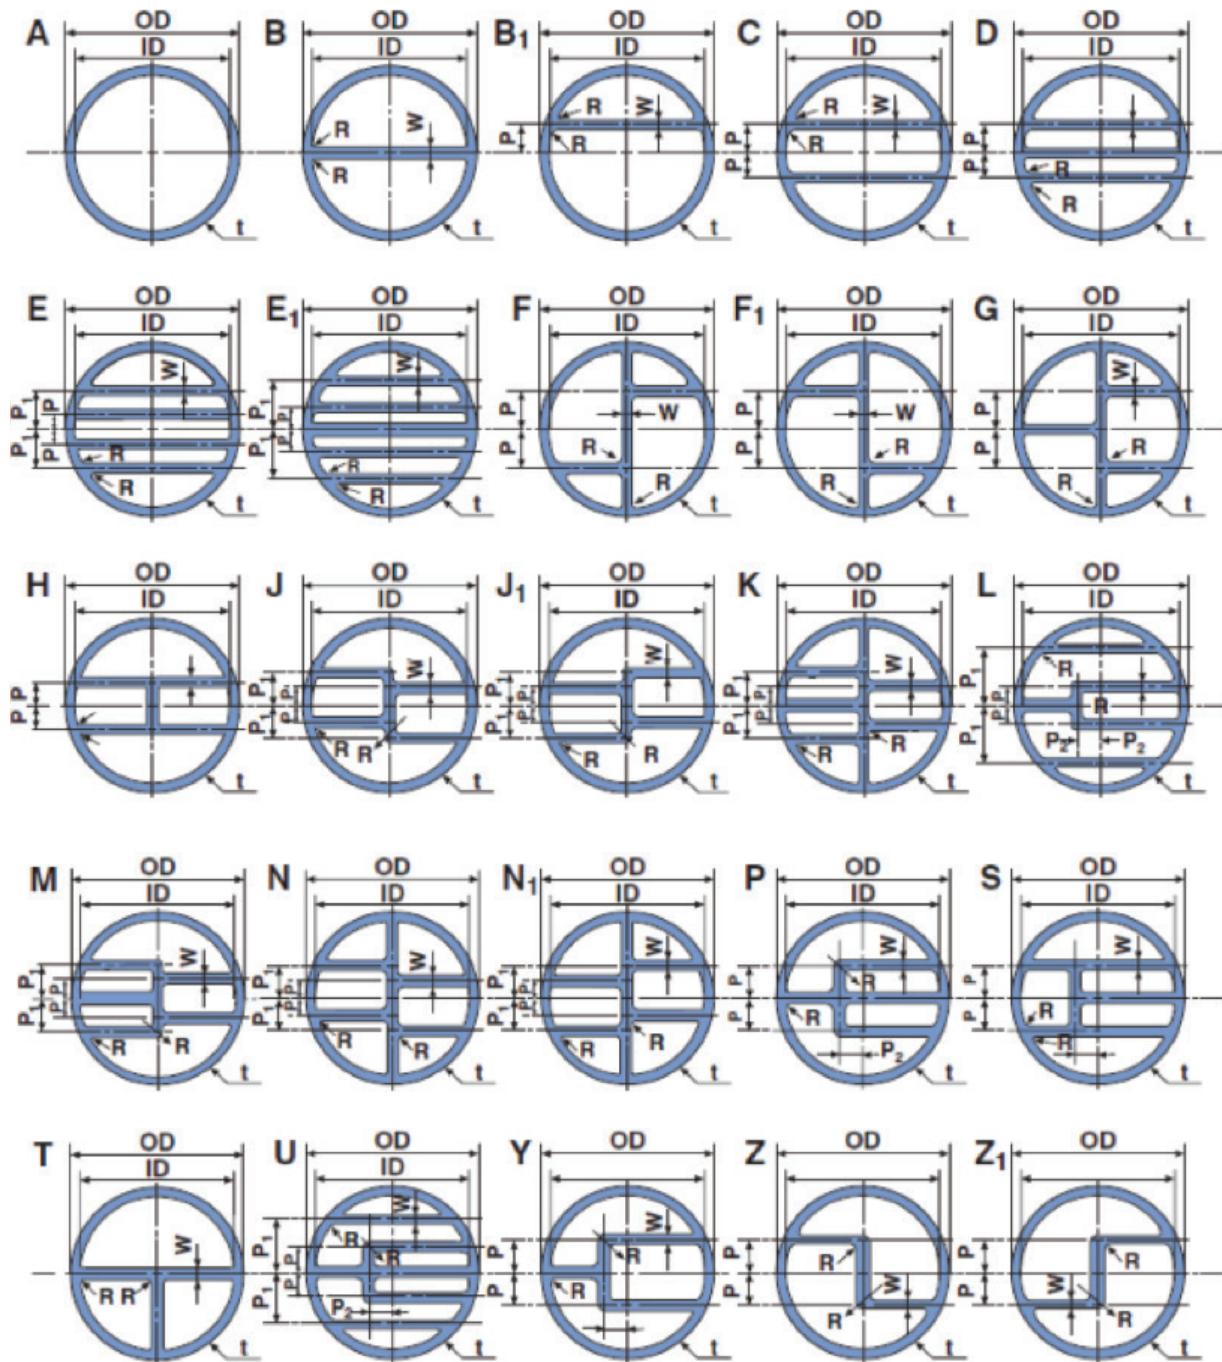 A OD B OD B1 OD C OD D OD
ID ID ID ID ID
R R W R W R W
R P R P R P
R P P R
R
t t t t t
E OD E1 OD F OD F1 OD G OD
ID ID ID ID ID
W W W
P1 P P1 P P W P W P
P1 P P1 P R P R P R
R R R R R P
R R
t t t t t
H OD J OD J1 OD K OD L OD
ID ID ID ID ID
W W W R
P P1 P P1 P P1 P P1 P
P P1 P P1 P P1 P R P1 P
R R R R R R P2 P2
t t t t t
M OD N OD N1 OD P OD S OD
ID ID ID ID ID
W W W W W
P1 P P1 P P1 P P R P
P1 P P1 P P1 P P R P R
R R R R R R P2 R
t t t t t
T OD U OD Y OD Z OD Z1 OD
ID ID
W W W
P1 P R R P R P R P R
R R P1 P P R P W P W
P2 R R
t t t t t